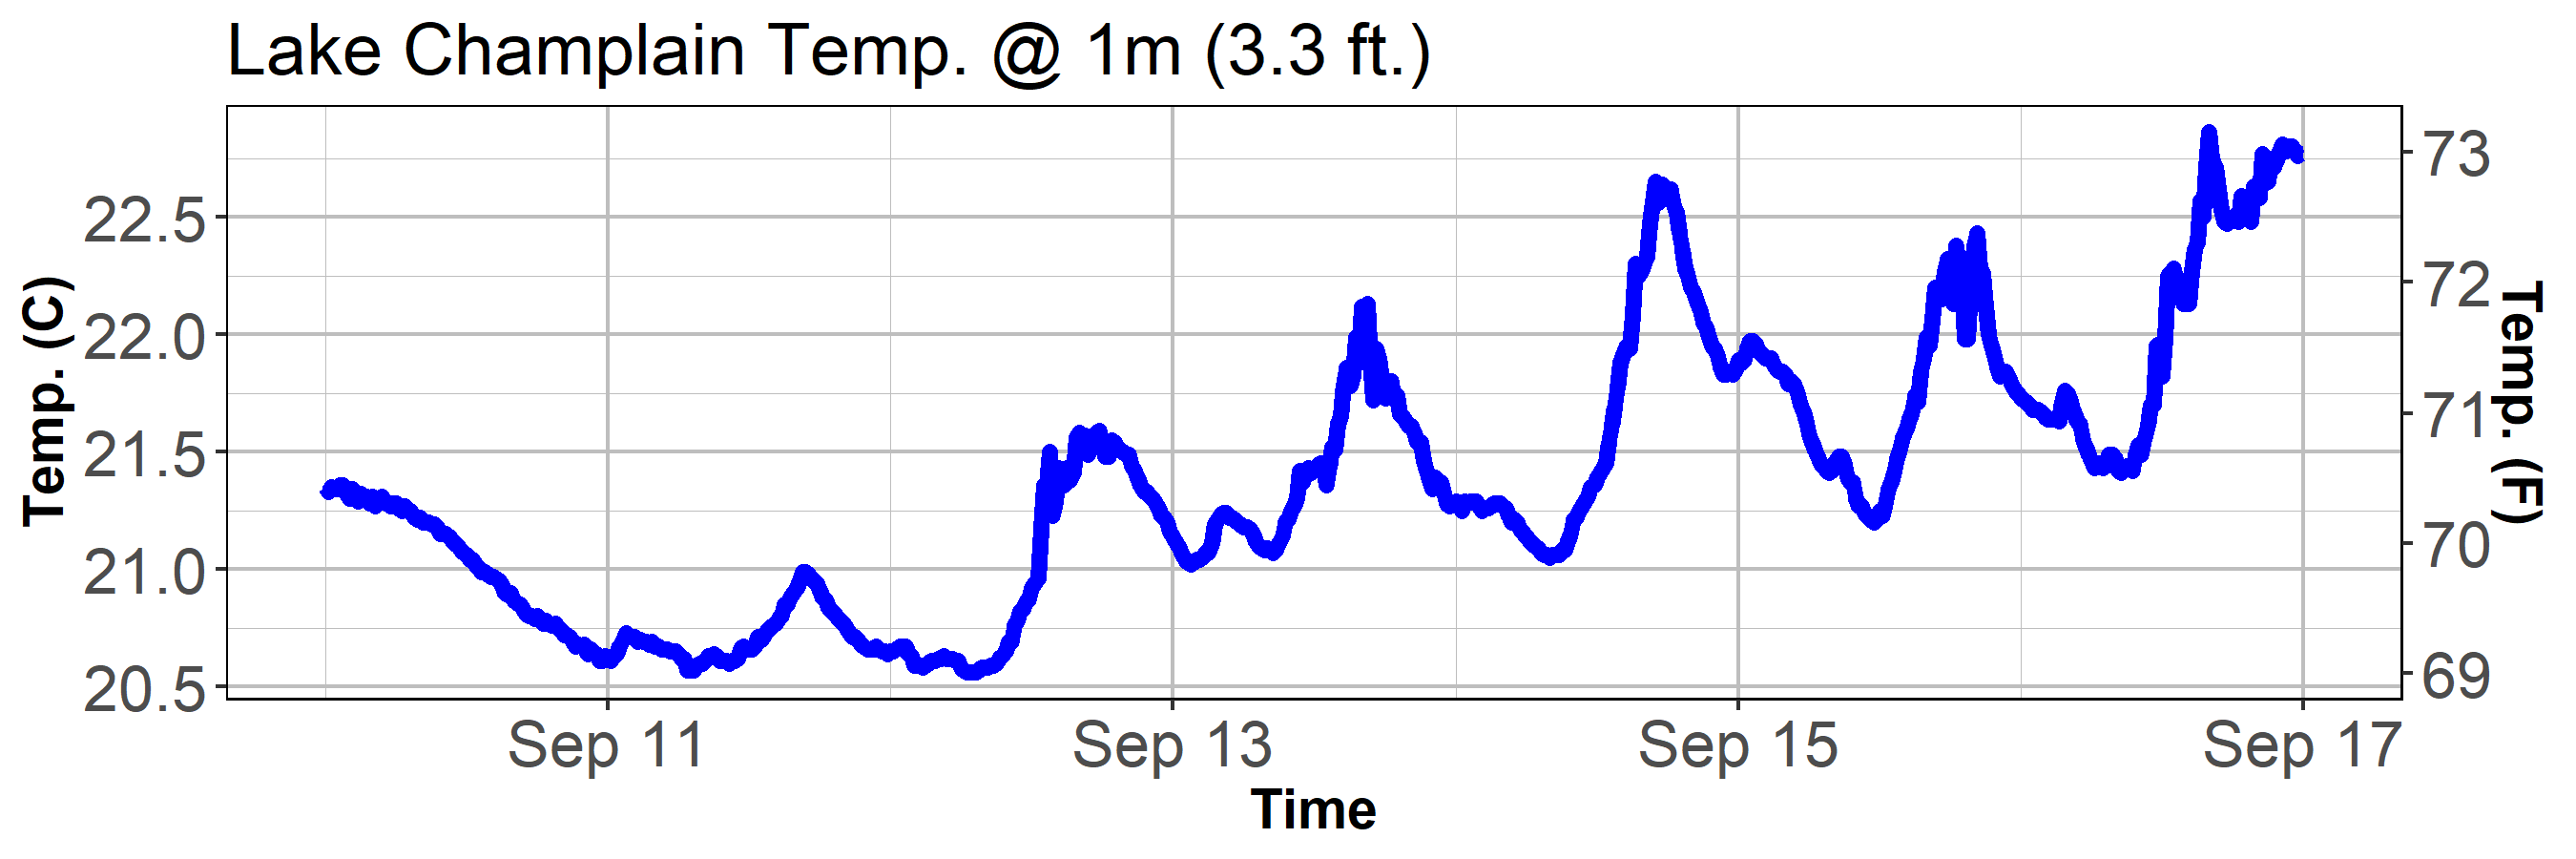 Lake Champlain Temp. @ 1m (3.3 ft.)
Temp. (C)
22.5
22.0
21.5
21.0
20.5
73
72
71
70
69
Temp. (F)
Sep 11 Sep 13 Sep 15 Sep 17
Time